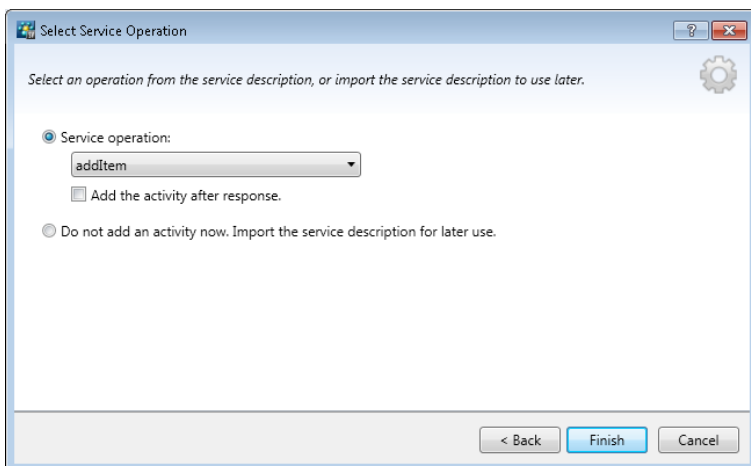 Select Service Operation
Select an operation from the service description, or import the service description to use later.
Service operation:
addItem
Add the activity after response.
Do not add an activity now. Import the service description for later use.
< Back Finish Cancel